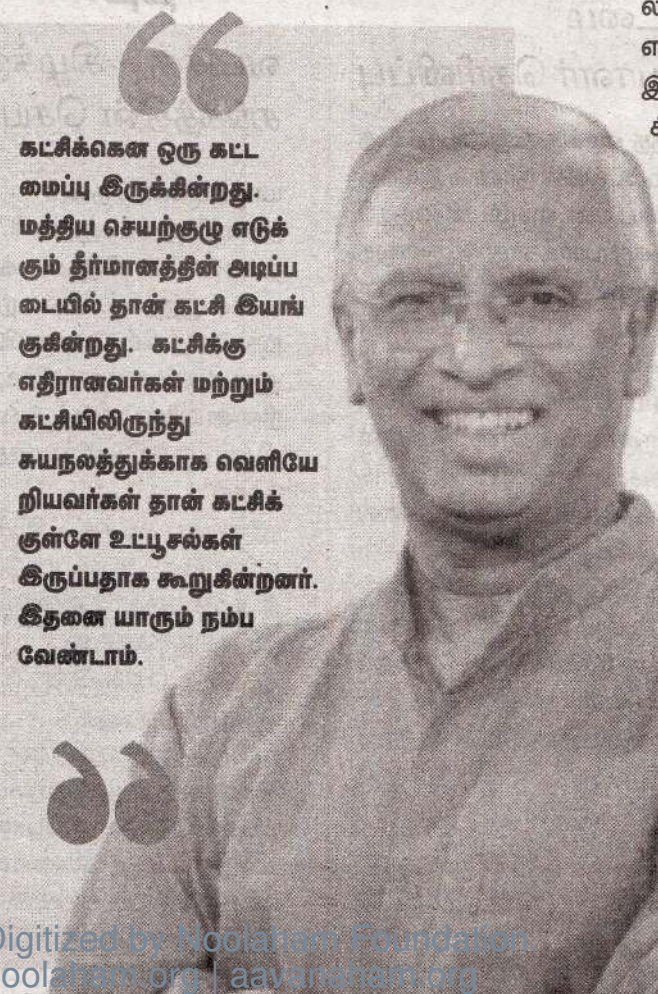 கட்சிக்கென ஒரு கட்ட
மைப்பு இருக்கின்றது.
மத்திய செயற்குழு எடுக்
கும் தீர்மானத்தின் அடிப்ப
டையில் தான் கட்சி இயங்
குகின்றது. கட்சிக்கு
எதிரானவர்கள் மற்றும்
கட்சியிலிருந்து
சுயநலத்துக்காக வெளியே
றியவர்கள் தான் கட்சிக்
குள்ளே உட்பூசல்கள்
இருப்பதாக கூறுகின்றனர்.
இதனை யாரும் நம்ப
வேண்டாம்.
Digitized by Noolaham Foundation.
noolaham.org | aavanaham.org